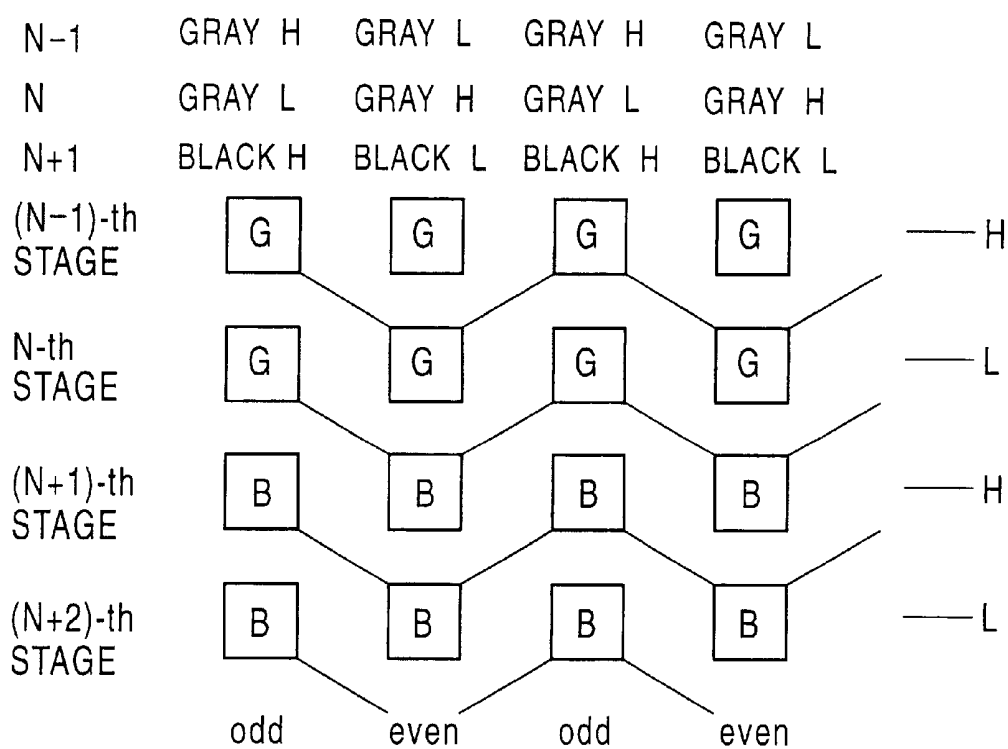 N-1 GRAY H GRAY L GRAY H GRAY L
N GRAY L GRAY H GRAY L GRAY H
N+1 BLACK H BLACK L BLACK H BLACK L
(N-1)-th STAGE G G G G H
N-th STAGE G G G G L
(N+1)-th STAGE B B B B H
(N+2)-th STAGE B B B B L
odd even odd even